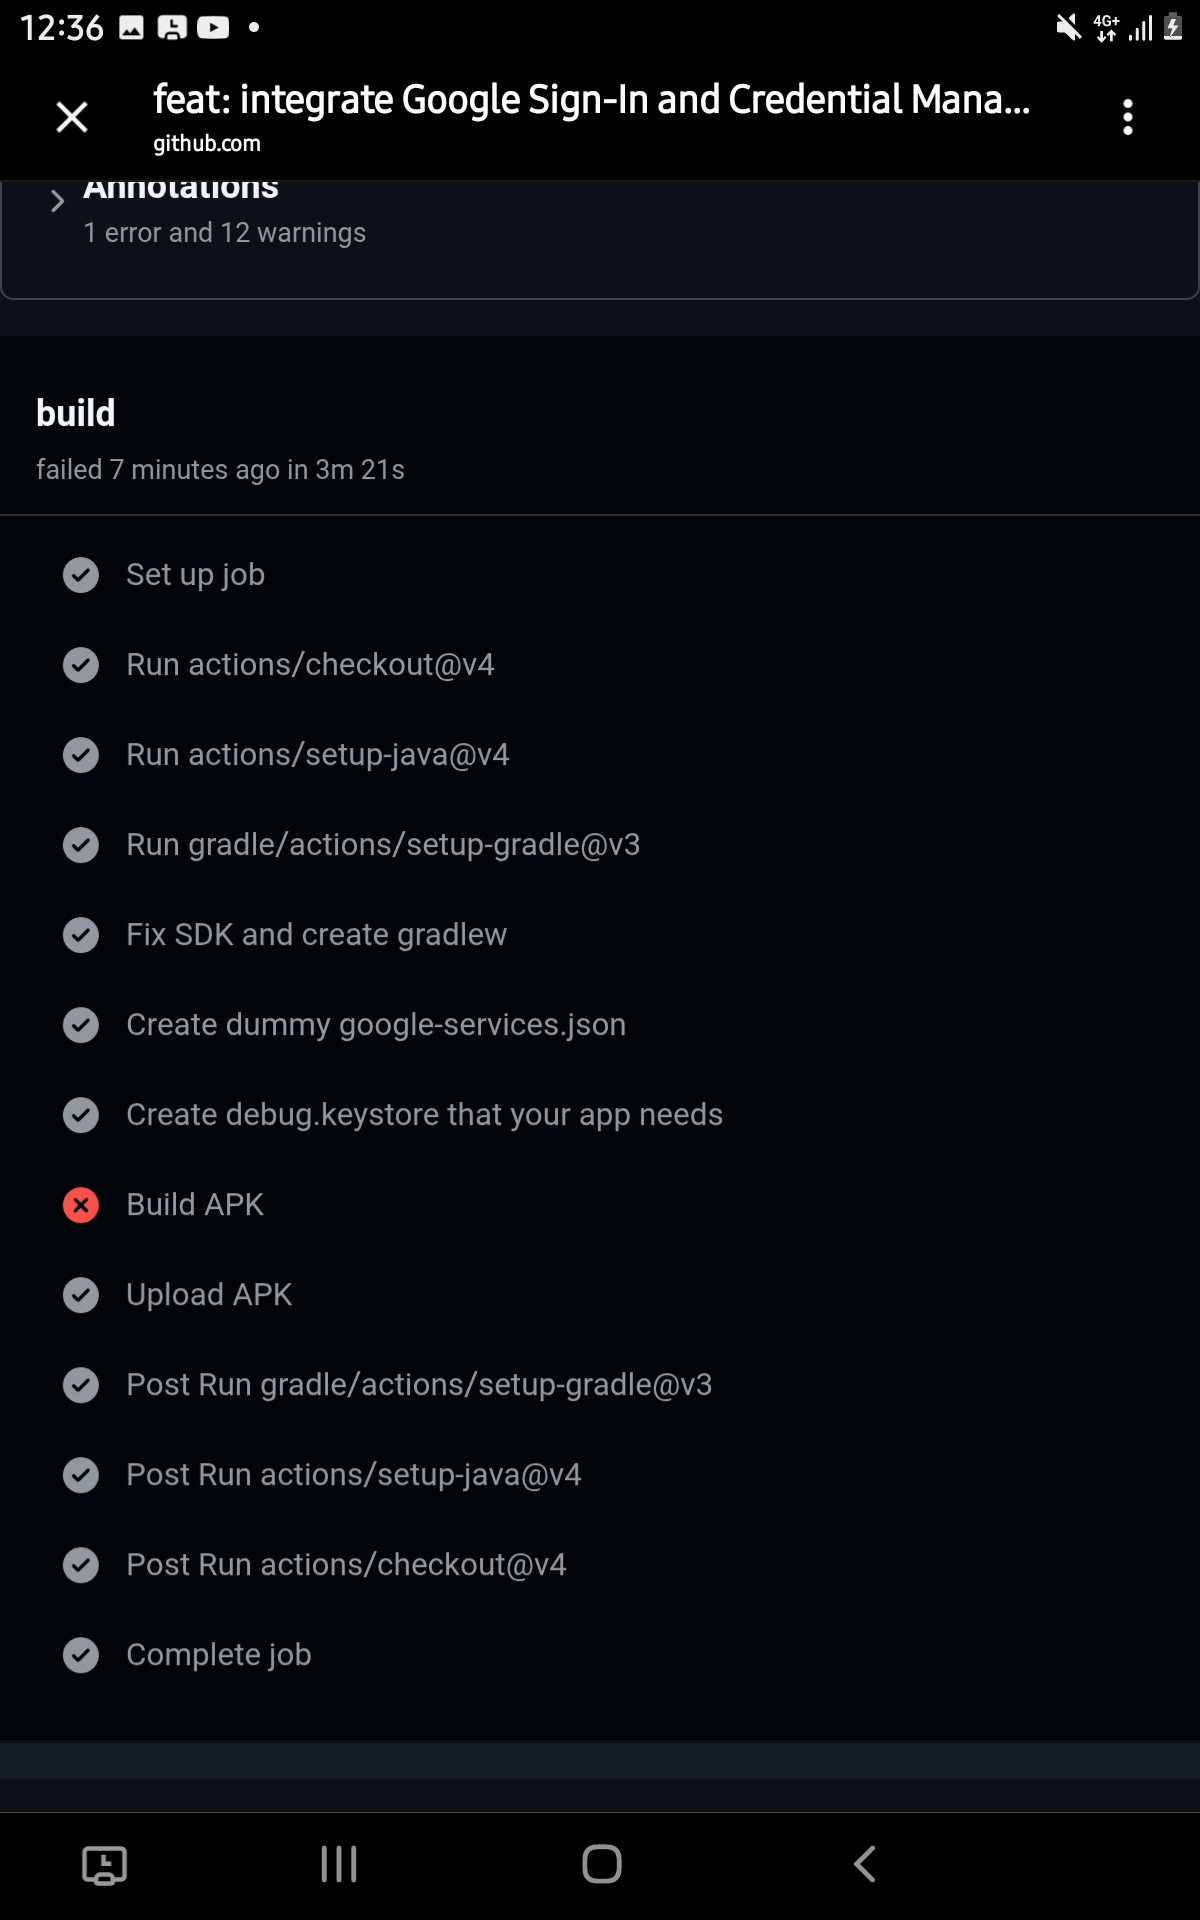 12:36
4G+
feat: integrate Google Sign-In and Credential Mana...
github.com
Annotations
1 error and 12 warnings
build
failed 7 minutes ago in 3m 21s
Set up job
Run actions/checkout@v4
Run actions/setup-java@v4
Run gradle/actions/setup-gradle@v3
Fix SDK and create gradlew
Create dummy google-services.json
Create debug.keystore that your app needs
Build APK
Upload APK
Post Run gradle/actions/setup-gradle@v3
Post Run actions/setup-java@v4
Post Run actions/checkout@v4
Complete job